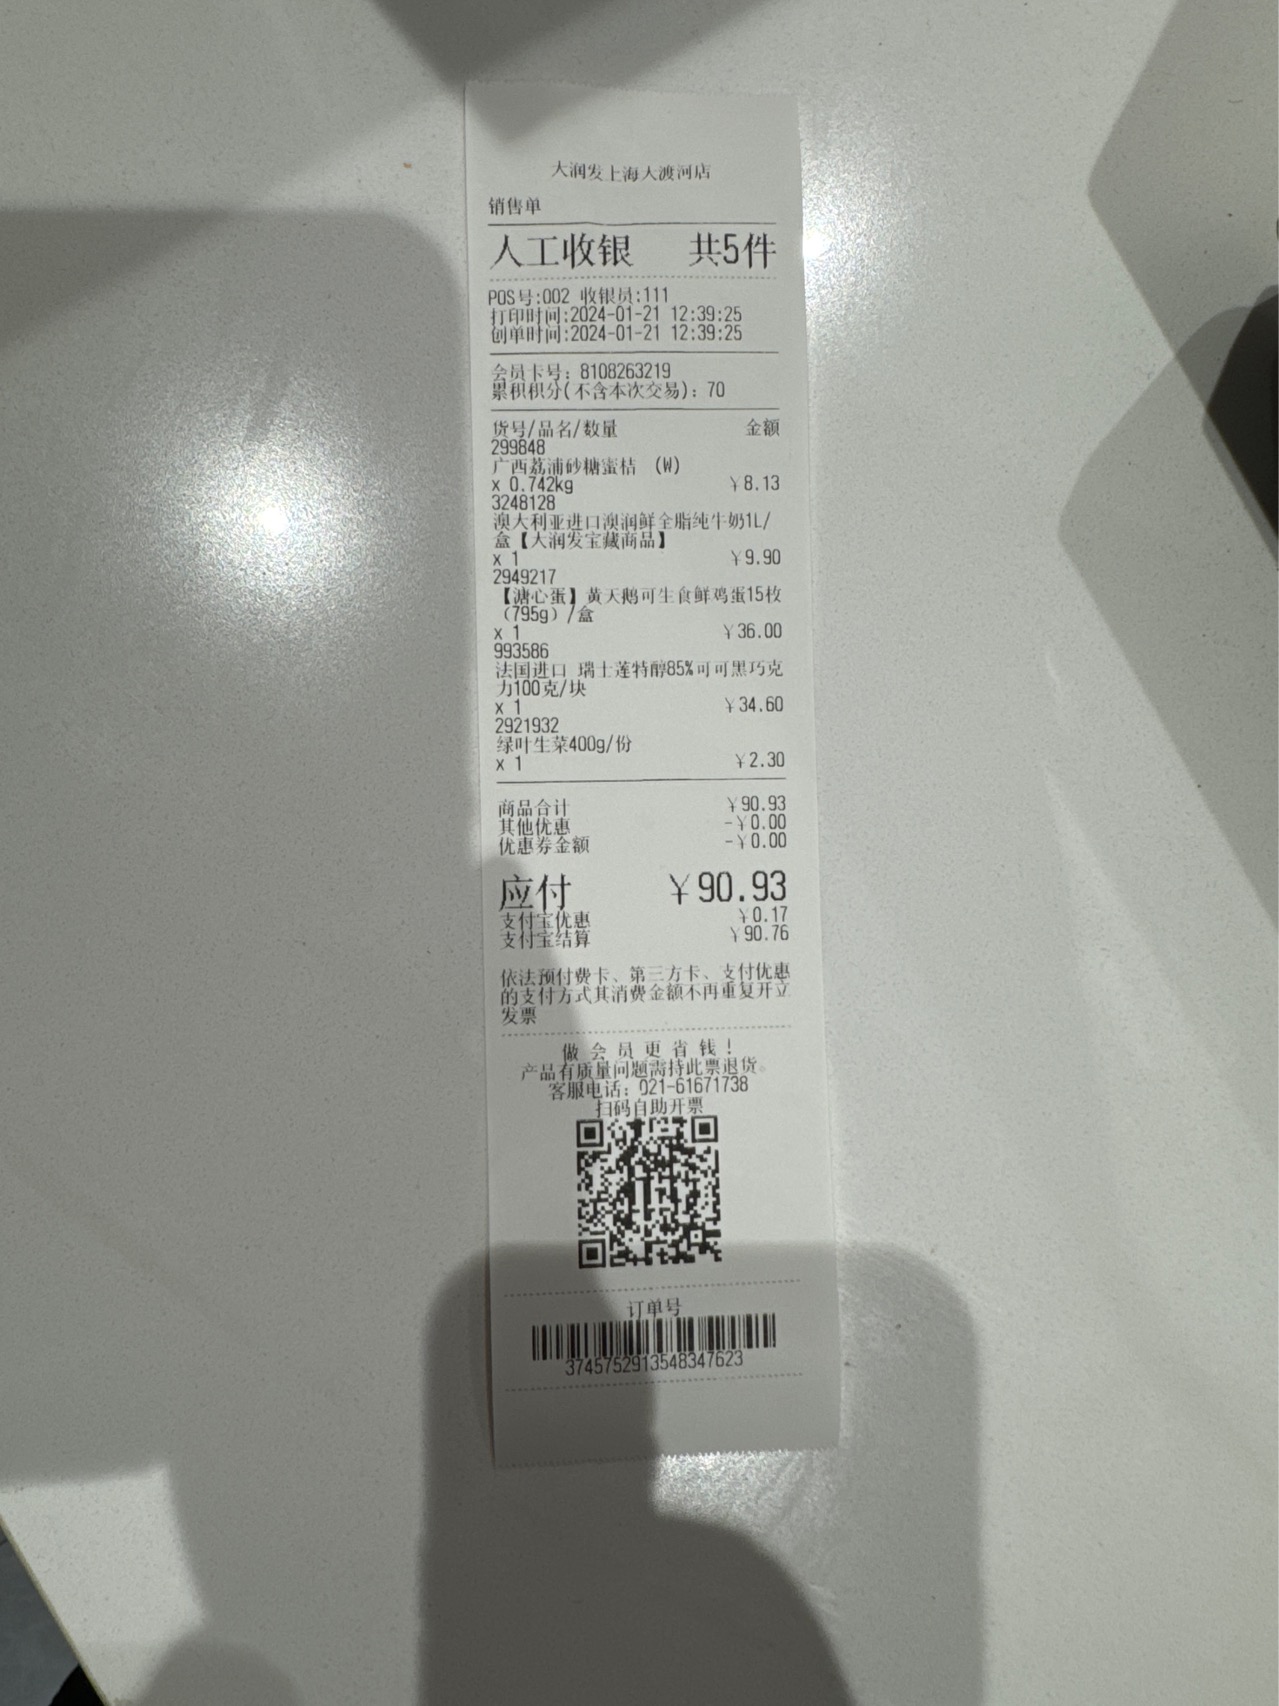 大润发上海大渡河店
销售单
人工收银 共5件
POS号:002 收银员:111
打印时间:2024-01-21 12:39:25
创单时间:2024-01-21 12:39:25
会员卡号: 8108263219
累积积分(不含本次交易): 70
货号/品名/数量 金额
299848
广西荔浦砂糖蜜桔 (W)
x 0.742kg ¥8.13
3248128
澳大利亚进口澳润鲜全脂纯牛奶1L/
盒【大润发宝藏商品】
x 1 ¥9.90
2949217
【溏心蛋】黄天鹅可生食鲜鸡蛋15枚
(795g)/盒
x 1 ¥36.00
993586
法国进口 瑞士莲特醇85%可可黑巧克
力100克/块
x 1 ¥34.60
2921932
绿叶生菜400g/份
x 1 ¥2.30
商品合计 ¥90.93
其他优惠 -¥0.00
优惠券金额 -¥0.00
应付 ¥90.93
支付宝优惠 ¥0.17
支付宝结算 ¥90.76
依法预付费卡、第三方卡、支付优惠
的支付方式其消费金额不再重复开立
发票
做会员更省钱!
产品有质量问题需持此票退货。
客服电话: 021-61671738
扫码自助开票
订单号
3745752913548347623